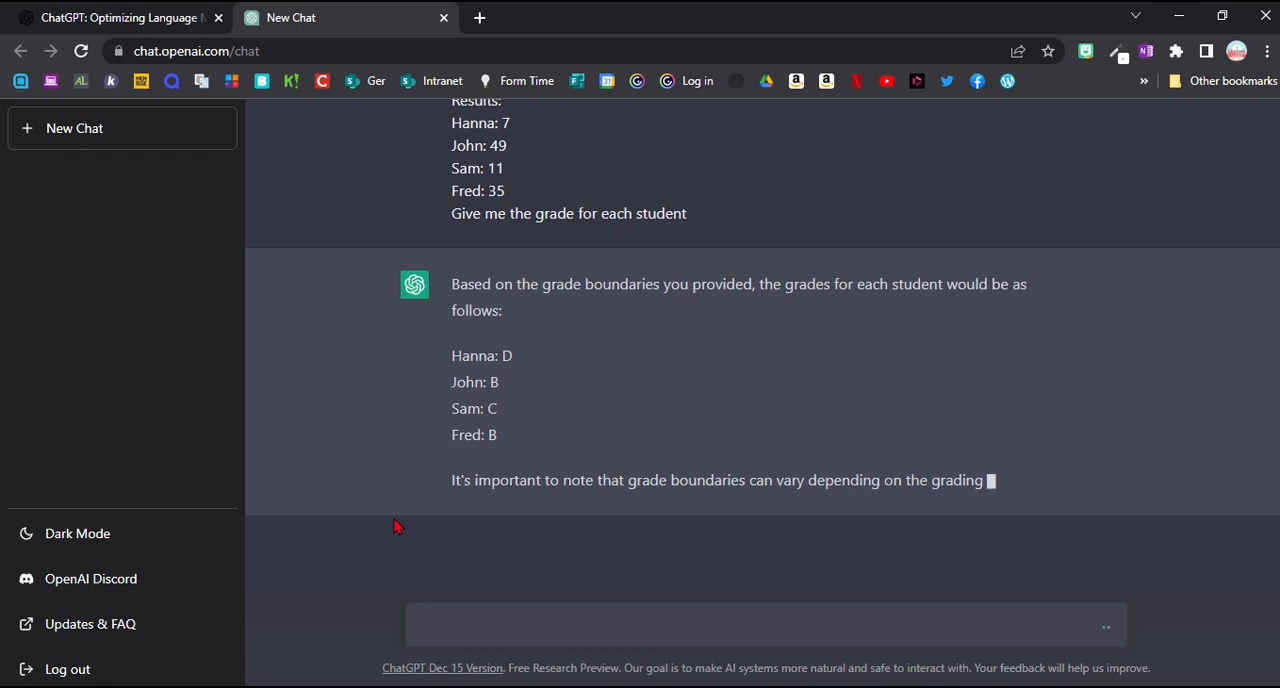 ChatGPT: Optimizing Language
New Chat
chat.openai.com/chat
Ger
Intranet
Form Time
Log in
Other bookmarks
New Chat
Results:
Hanna: 7
John: 49
Sam: 11
Fred: 35
Give me the grade for each student
Based on the grade boundaries you provided, the grades for each student would be as
follows:
Hanna: D
John: B
Sam: C
Fred: B
It's important to note that grade boundaries can vary depending on the grading
Dark Mode
OpenAI Discord
Updates & FAQ
Log out
ChatGPT Dec 15 Version. Free Research Preview. Our goal is to make AI systems more natural and safe to interact with. Your feedback will help us improve.